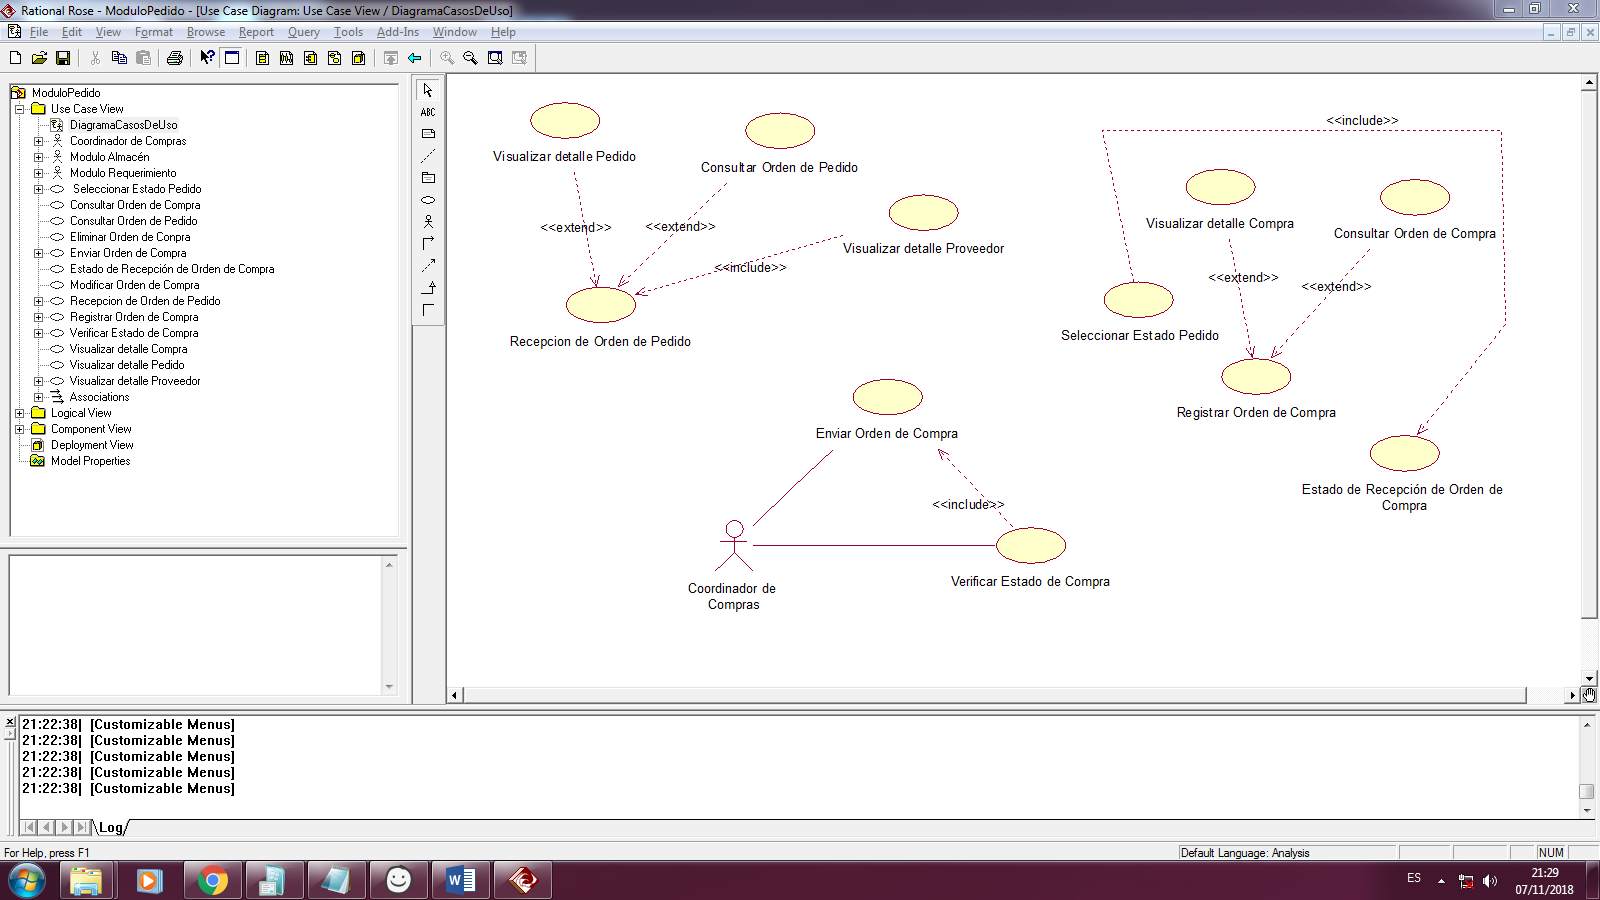 Rational Rose - ModuloPedido - [Use Case Diagram: Use Case View / DiagramaCasosDeUso]
File Edit View Format Browse Report Query Tools Add-Ins Window Help
ModuloPedido
Use Case View
DiagramaCasosDeUso
Coordinador de Compras
Modulo Almacén
Modulo Requerimiento
Seleccionar Estado Pedido
Consultar Orden de Compra
Consultar Orden de Pedido
Eliminar Orden de Conpra
Enviar Orden de Compra
Estado de Recepción de Orden de Compra
Modificar Orden de Compra
Recepcion de Orden de Pedido
Registrar Orden de Compra
Verificar Estado de Compra
Visualizar detalle Compra
Visualizar detalle Pedido
Visualizar detalle Proveedor
Associations
Logical View
Component View
Deployment View
Model Properties
ABC
Visualizar detalle Pedido
Consultar Orden de Pedido
<<extend>>
<<extend>>
Visualizar detalle Proveedor
<<include>>
Recepcion de Orden de Pedido
<<include>>
Visualizar detalle Compra
Consultar Orden de Compra
<<extend>>
<<extend>>
Seleccionar Estado Pedido
Registrar Orden de Compra
Estado de Recepción de Orden de
Compra
Enviar Orden de Compra
<<include>>
Coordinador de
Compras
Verificar Estado de Compra
21:22:38| [Customizable Menus]
21:22:38| [Customizable Menus]
21:22:38| [Customizable Menus]
21:22:38| [Customizable Menus]
21:22:38| [Customizable Menus]
Log
For Help, press F1
Default Language: Analysis
NUM
ES
21:29
07/11/2018